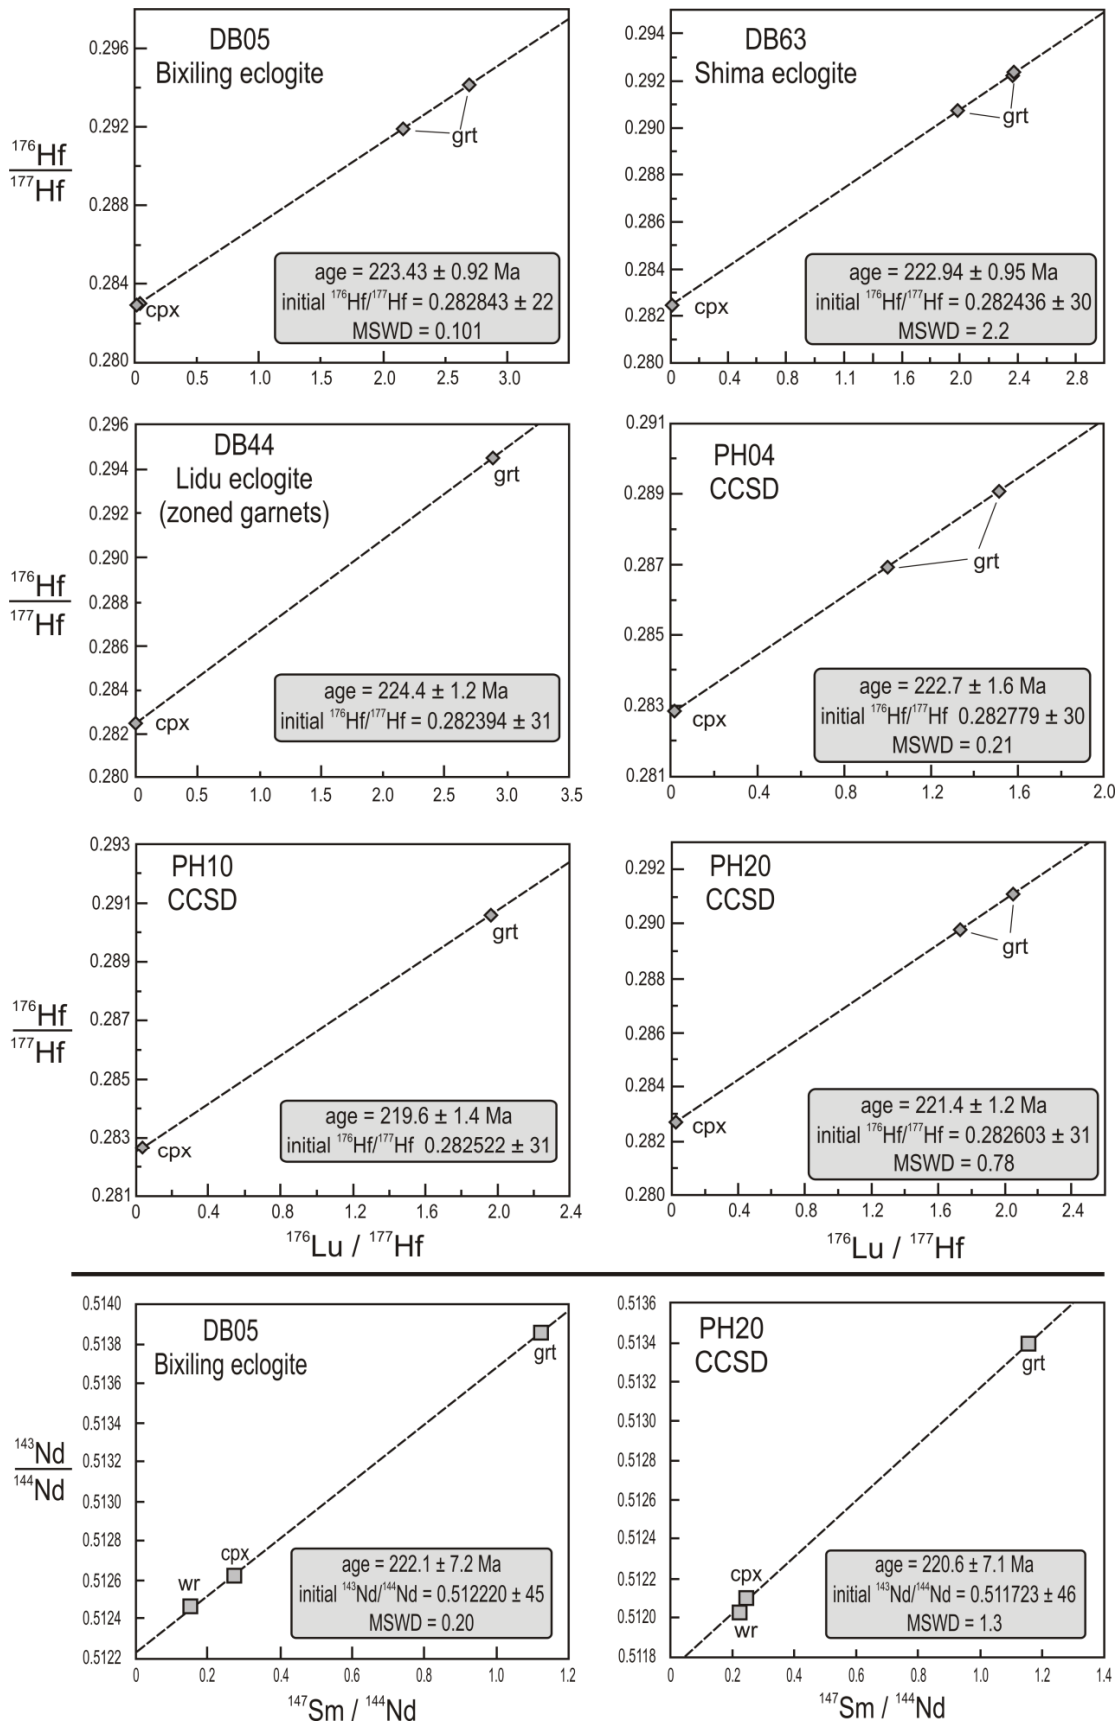 DB05
Bixiling eclogite
176Hf
177Hf
0.296
0.292
0.288
0.284
0.280
grt
cpx
age = 223.43 ± 0.92 Ma
initial 176Hf/177Hf = 0.282843 ± 22
MSWD = 0.101
0 0.5 1.0 1.5 2.0 2.5 3.0
DB63
Shima eclogite
0.294
0.292
0.290
0.288
0.286
0.284
0.282
0.280
grt
cpx
age = 222.94 ± 0.95 Ma
initial 176Hf/177Hf = 0.282436 ± 30
MSWD = 2.2
0 0.4 0.8 1.1 1.6 2.0 2.4 2.8
DB44
Lidu eclogite
(zoned garnets)
176Hf
177Hf
0.296
0.294
0.292
0.290
0.288
0.286
0.284
0.282
0.280
grt
cpx
age = 224.4 ± 1.2 Ma
initial 176Hf/177Hf = 0.282394 ± 31
0 0.5 1.0 1.5 2.0 2.5 3.0 3.5
PH04
CCSD
0.291
0.289
0.287
0.285
0.283
0.281
grt
cpx
age = 222.7 ± 1.6 Ma
initial 176Hf/177Hf 0.282779 ± 30
MSWD = 0.21
0 0.4 0.8 1.2 1.6 2.0
PH10
CCSD
176Hf
177Hf
0.293
0.291
0.289
0.287
0.285
0.283
0.281
grt
cpx
age = 219.6 ± 1.4 Ma
initial 176Hf/177Hf 0.282522 ± 31
0 0.4 0.8 1.2 1.6 2.0 2.4
176Lu / 177Hf
PH20
CCSD
0.292
0.290
0.288
0.286
0.284
0.282
0.280
grt
cpx
age = 221.4 ± 1.2 Ma
initial 176Hf/177Hf = 0.282603 ± 31
MSWD = 0.78
0 0.4 0.8 1.2 1.6 2.0 2.4
176Lu / 177Hf
DB05
Bixiling eclogite
143Nd
144Nd
0.5140
0.5138
0.5136
0.5134
0.5132
0.5130
0.5128
0.5126
0.5124
0.5122
grt
cpx
wr
age = 222.1 ± 7.2 Ma
initial 143Nd/144Nd = 0.512220 ± 45
MSWD = 0.20
0 0.2 0.4 0.6 0.8 1.0 1.2
147Sm / 144Nd
PH20
CCSD
0.5136
0.5134
0.5132
0.5130
0.5128
0.5126
0.5124
0.5122
0.5120
0.5118
grt
cpx
wr
age = 220.6 ± 7.1 Ma
initial 143Nd/144Nd = 0.511723 ± 46
MSWD = 1.3
0 0.2 0.4 0.6 0.8 1.0 1.2 1.4
147Sm / 144Nd